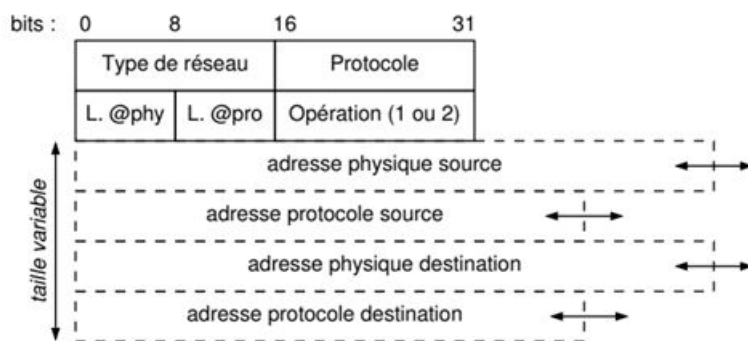 bits : 0 8 16 31
Type de réseau Protocole
L. @phy L. @pro Opération (1 ou 2)
adresse physique source
adresse protocole source
adresse physique destination
adresse protocole destination
taille variable